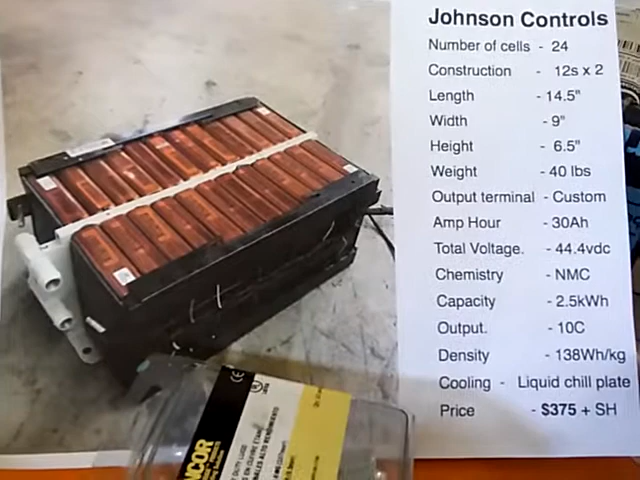 Johnson Controls
Number of cells - 24
Construction - 12s x 2
Length - 14.5"
Width - 9"
Height - 6.5"
Weight - 40 lbs
Output terminal - Custom
Amp Hour - 30Ah
Total Voltage. - 44.4vdc
Chemistry - NMC
Capacity - 2.5kWh
Output. - 10C
Density - 138Wh/kg
Cooling - Liquid chill plate
Price - $375 + SH
NCOR